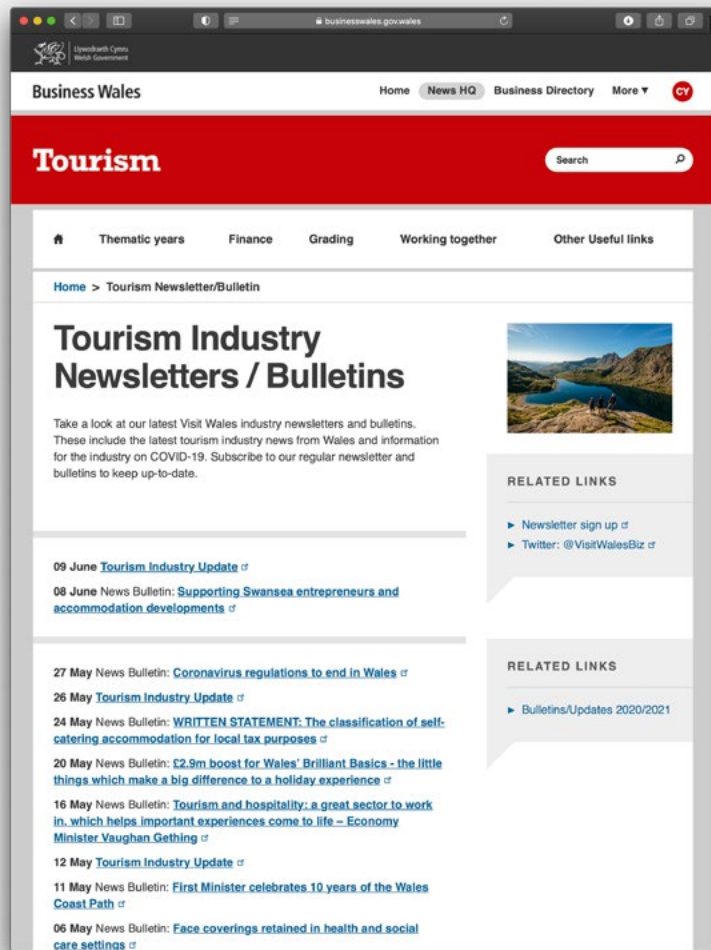 businesswales.gov.wales
Llywodraeth Cymru
Welsh Government
Business Wales
Home News HQ Business Directory More ▼ CY
Tourism
Search
Thematic years Finance Grading Working together Other Useful links
Home > Tourism Newsletter/Bulletin
Tourism Industry
Newsletters / Bulletins
Take a look at our latest Visit Wales industry newsletters and bulletins.
These include the latest tourism industry news from Wales and information
for the industry on COVID-19. Subscribe to our regular newsletter and
bulletins to keep up-to-date.
09 June Tourism Industry Update
08 June News Bulletin: Supporting Swansea entrepreneurs and
accommodation developments
27 May News Bulletin: Coronavirus regulations to end in Wales
26 May Tourism Industry Update
24 May News Bulletin: WRITTEN STATEMENT: The classification of self-
catering accommodation for local tax purposes
20 May News Bulletin: £2.9m boost for Wales' Brilliant Basics - the little
things which make a big difference to a holiday experience
16 May News Bulletin: Tourism and hospitality: a great sector to work
in, which helps important experiences come to life – Economy
Minister Vaughan Gething
12 May Tourism Industry Update
11 May News Bulletin: First Minister celebrates 10 years of the Wales
Coast Path
06 May News Bulletin: Face coverings retained in health and social
care settings
RELATED LINKS
► Newsletter sign up
► Twitter: @VisitWalesBiz
RELATED LINKS
► Bulletins/Updates 2020/2021